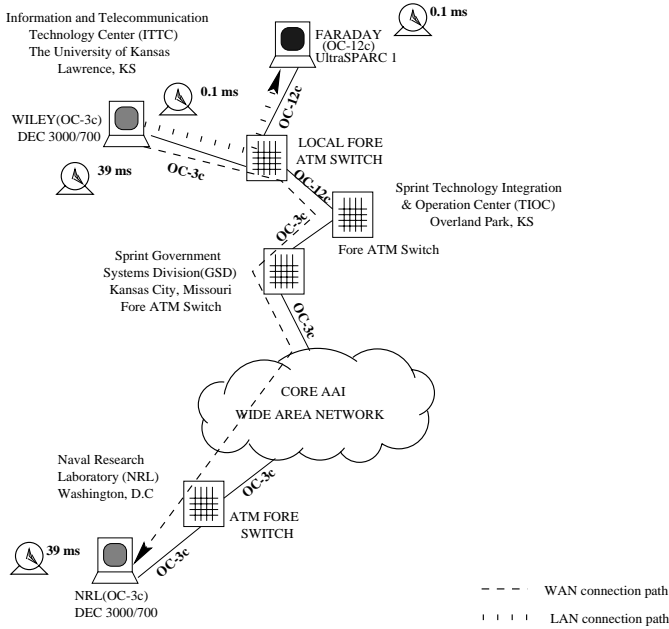 Information and Telecommunication
Technology Center (ITTC)
The University of Kansas
Lawrence, KS
0.1 ms
FARADAY
(OC-12c)
UltraSPARC 1
0.1 ms
OC-12c
WILEY(OC-3c)
DEC 3000/700
LOCAL FORE
ATM SWITCH
39 ms
OC-3c
OC-12c
Sprint Technology Integration
& Operation Center (TIOC)
Overland Park, KS
OC-3c
Fore ATM Switch
Sprint Government
Systems Division(GSD)
Kansas City, Missouri
Fore ATM Switch
OC-3c
CORE AAI
WIDE AREA NETWORK
Naval Research
Laboratory (NRL)
Washington, D.C
OC-3c
ATM FORE
SWITCH
39 ms
OC-3c
NRL(OC-3c)
DEC 3000/700
WAN connection path
LAN connection path